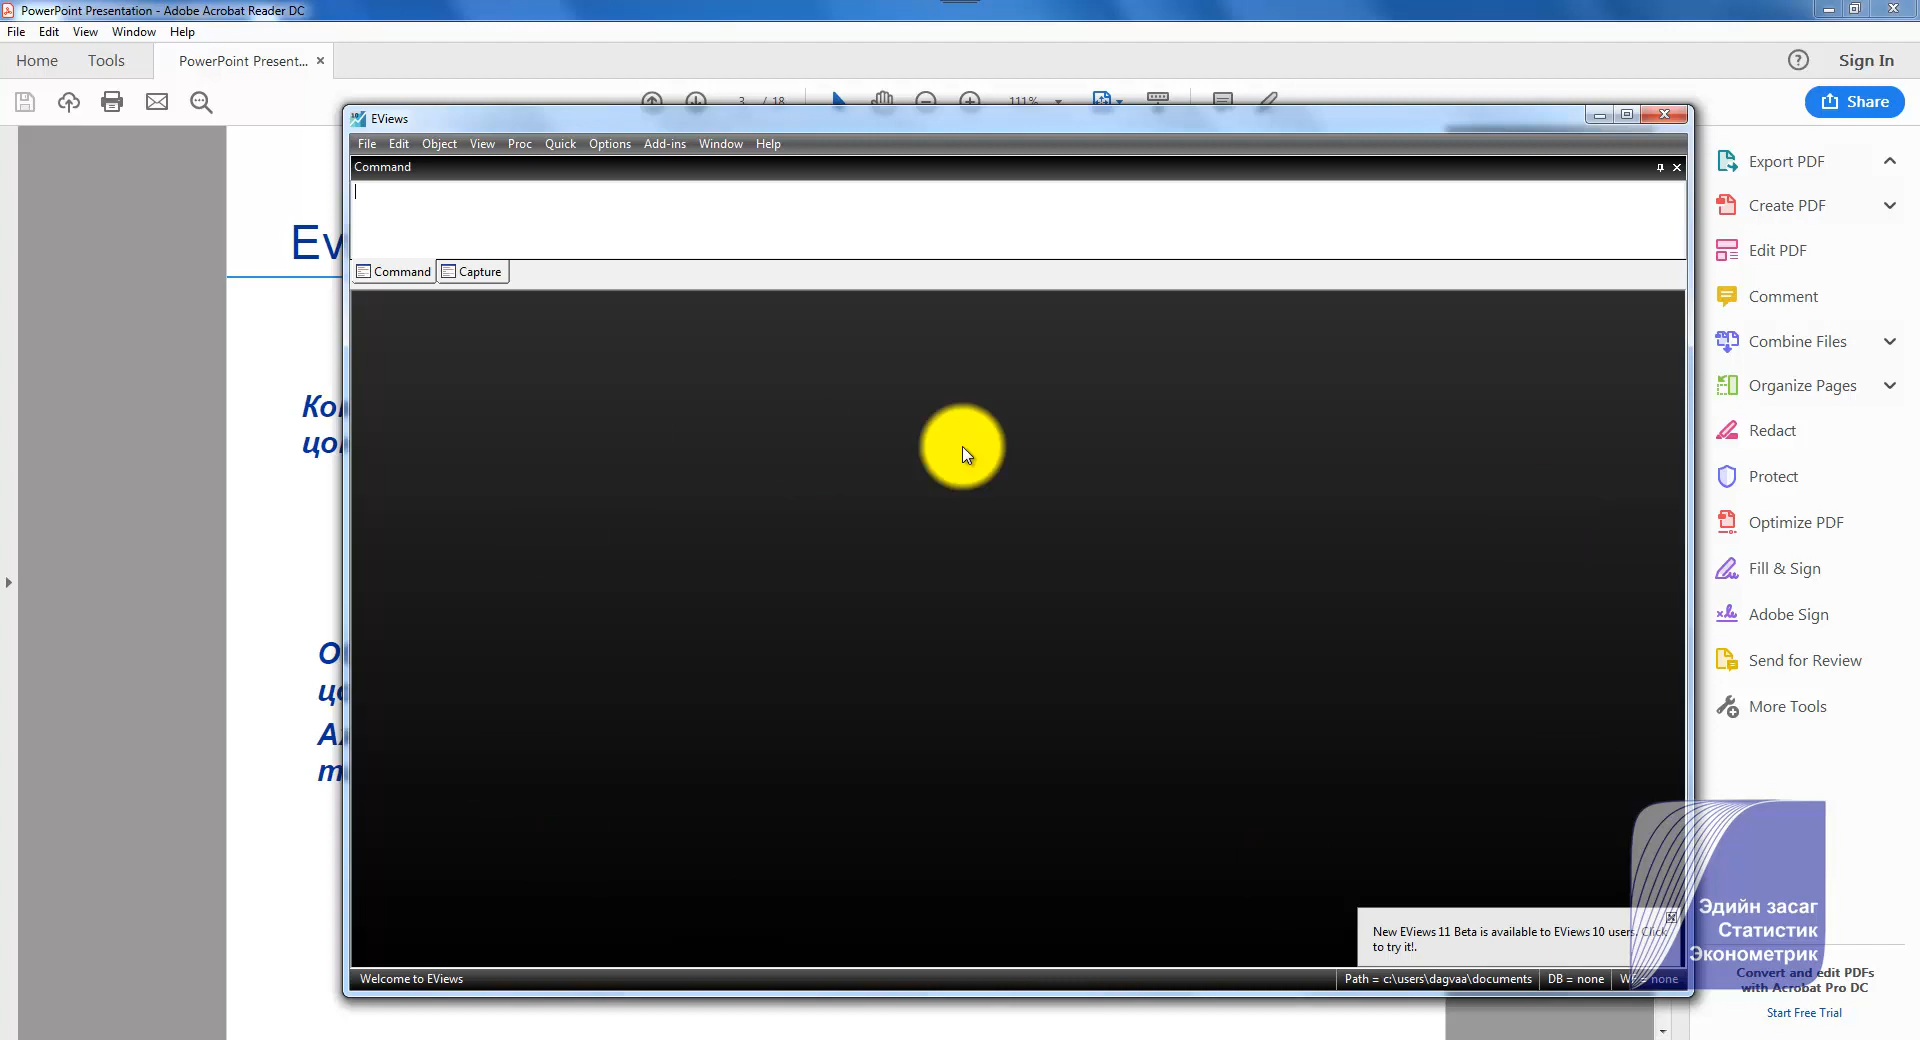 PowerPoint Presentation - Adobe Acrobat Reader DC
File Edit View Window Help
Home Tools PowerPoint Present...
Sign In
3 / 18 111%
Share
EViews
File Edit Object View Proc Quick Options Add-ins Window Help
Command
Command Capture
Export PDF
Create PDF
Edit PDF
Comment
Combine Files
Organize Pages
Redact
Protect
Optimize PDF
Fill & Sign
Adobe Sign
Send for Review
More Tools
New EViews 11 Beta is available to EViews 10 users. Click
to try it!.
Эдийн засаг
Статистик
Эконометрик
Convert and edit PDFs
with Acrobat Pro DC
Start Free Trial
Welcome to EViews Path = c:\users\dagvaa\documents DB = none WF = none